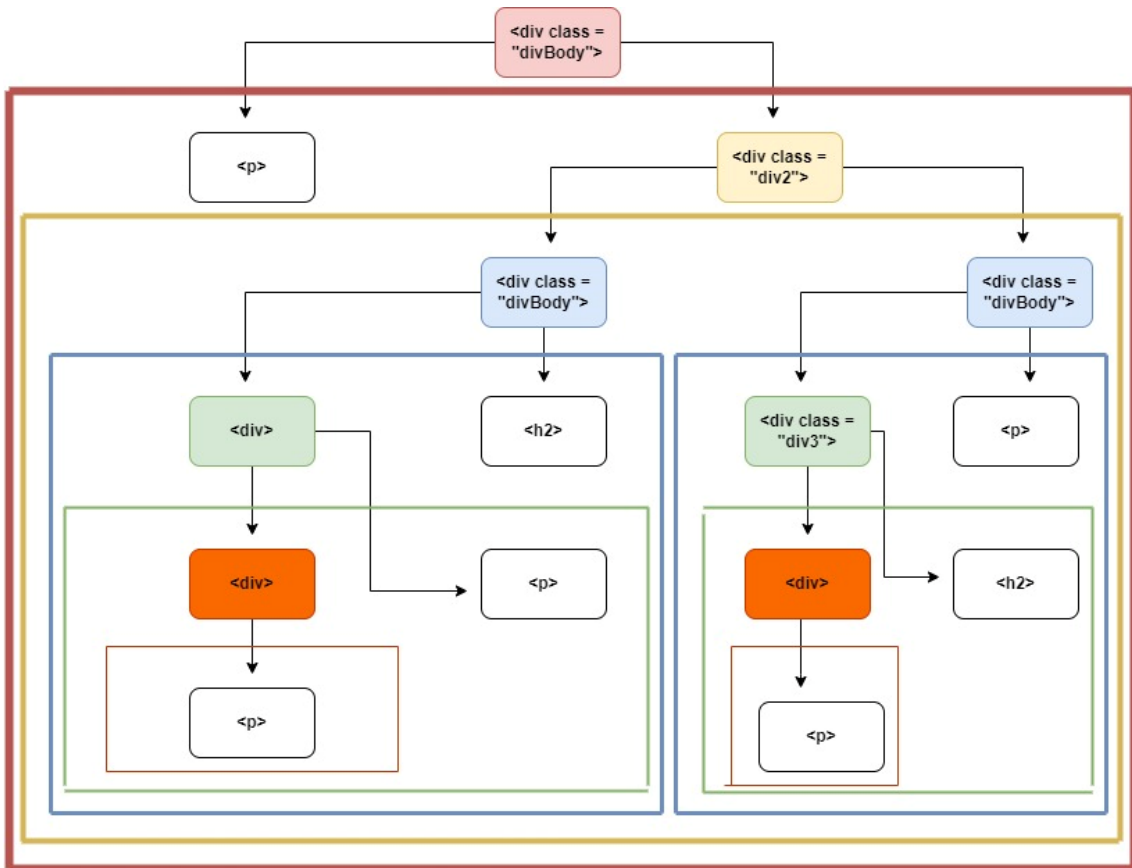 <div class =
"divBody">
<p>
<div class =
"div2">
<div class =
"divBody">
<div class =
"divBody">
<div>
<h2>
<div class =
"div3">
<p>
<div>
<p>
<div>
<h2>
<p>
<p>